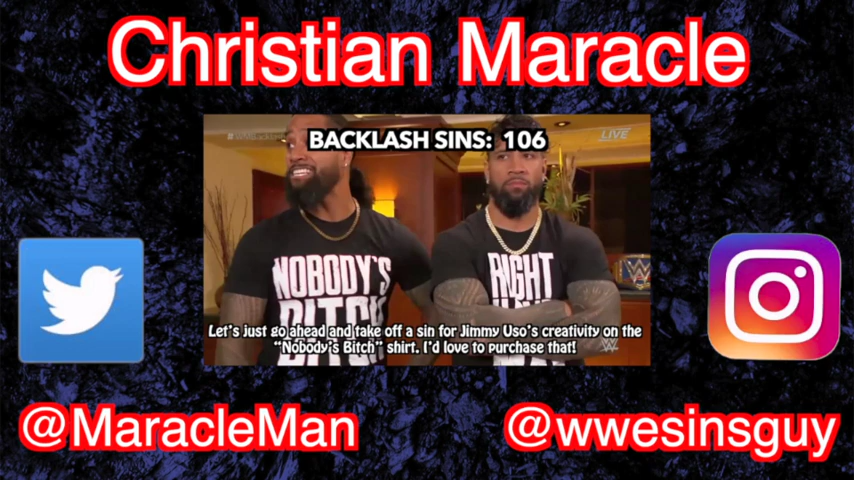 Christian Maracle
BACKLASH SINS: 106
LIVE
NOBODY'S
BITCH
RIGHT
Let's just go ahead and take off a sin for Jimmy Uso's creativity on the
"Nobody's Bitch" shirt. I'd love to purchase that!
@MaracleMan
@wwesinsguy